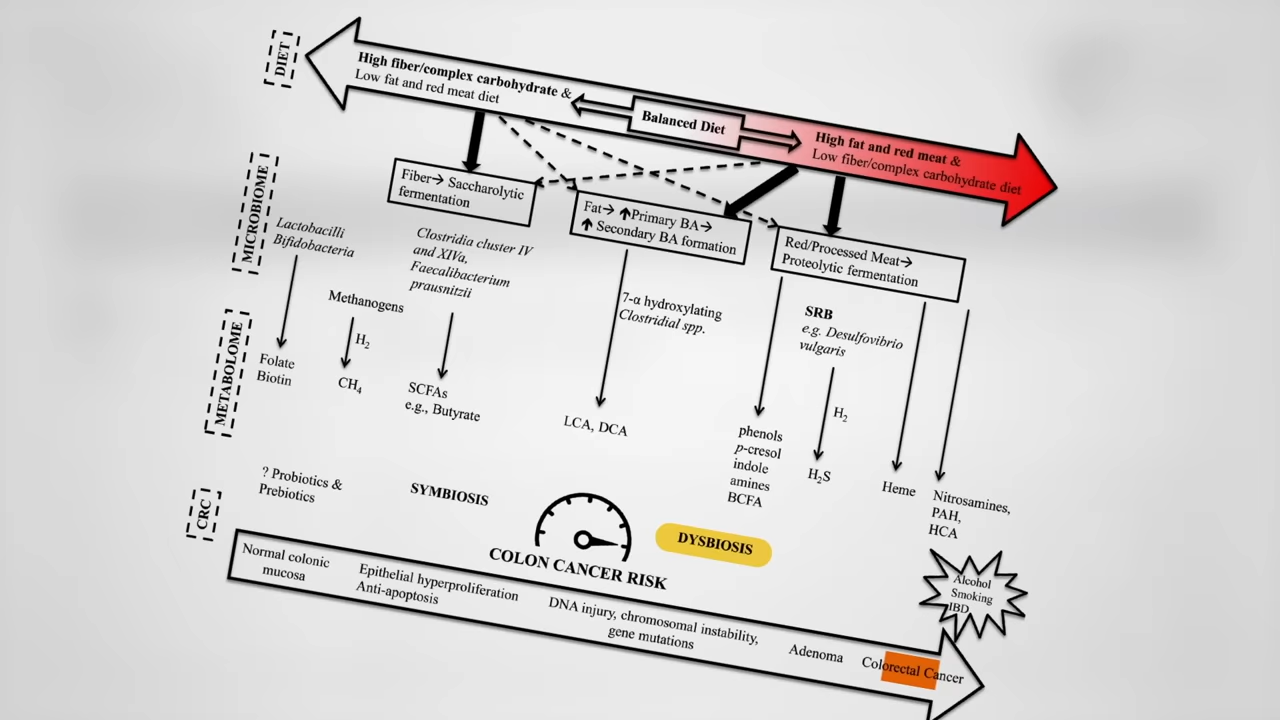 DIET
High fiber/complex carbohydrate &
Low fat and red meat diet
Balanced Diet
High fat and red meat &
Low fiber/complex carbohydrate diet
MICROBIOME
Fiber→ Saccharolytic
fermentation
Fat→ ↑Primary BA→
↑ Secondary BA formation
Red/Processed Meat→
Proteolytic fermentation
Lactobacilli
Bifidobacteria
Clostridia cluster IV
and XIVa,
Faecalibacterium
prausnitzii
Methanogens
H₂
7-α hydroxylating
Clostridial spp.
SRB
e.g. Desulfovibrio
vulgaris
H₂
METABOLOME
Folate
Biotin
CH₄
SCFAs
e.g., Butyrate
LCA, DCA
phenols
p-cresol
indole
amines
BCFA
H₂S
Heme
Nitrosamines,
PAH,
HCA
CRC
? Probiotics &
Prebiotics
SYMBIOSIS
DYSBIOSIS
COLON CANCER RISK
Alcohol
Smoking
IBD
Normal colonic
mucosa
Epithelial hyperproliferation
Anti-apoptosis
DNA injury, chromosomal instability,
gene mutations
Adenoma
Colorectal Cancer